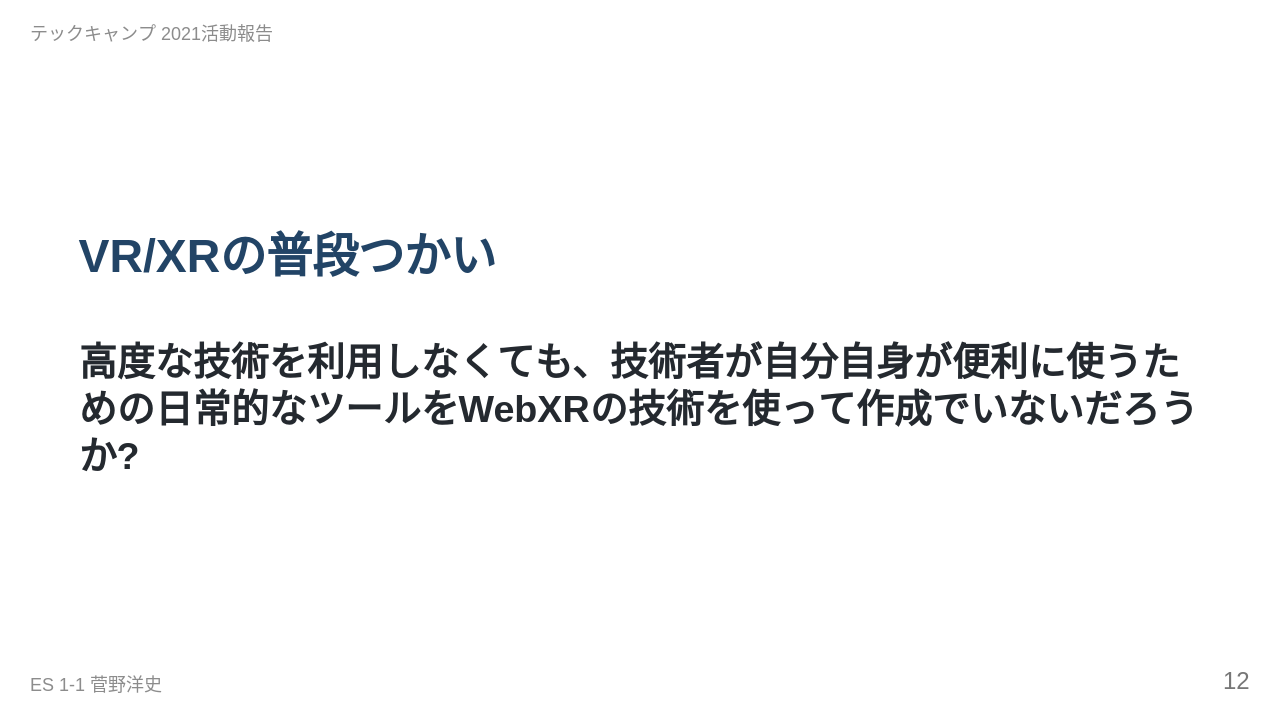 テックキャンプ 2021活動報告
VR/XRの普段つかい
高度な技術を利用しなくても、技術者が自分自身が便利に使うた
めの日常的なツールをWebXRの技術を使って作成でいないだろう
か?
ES 1-1 菅野洋史
12